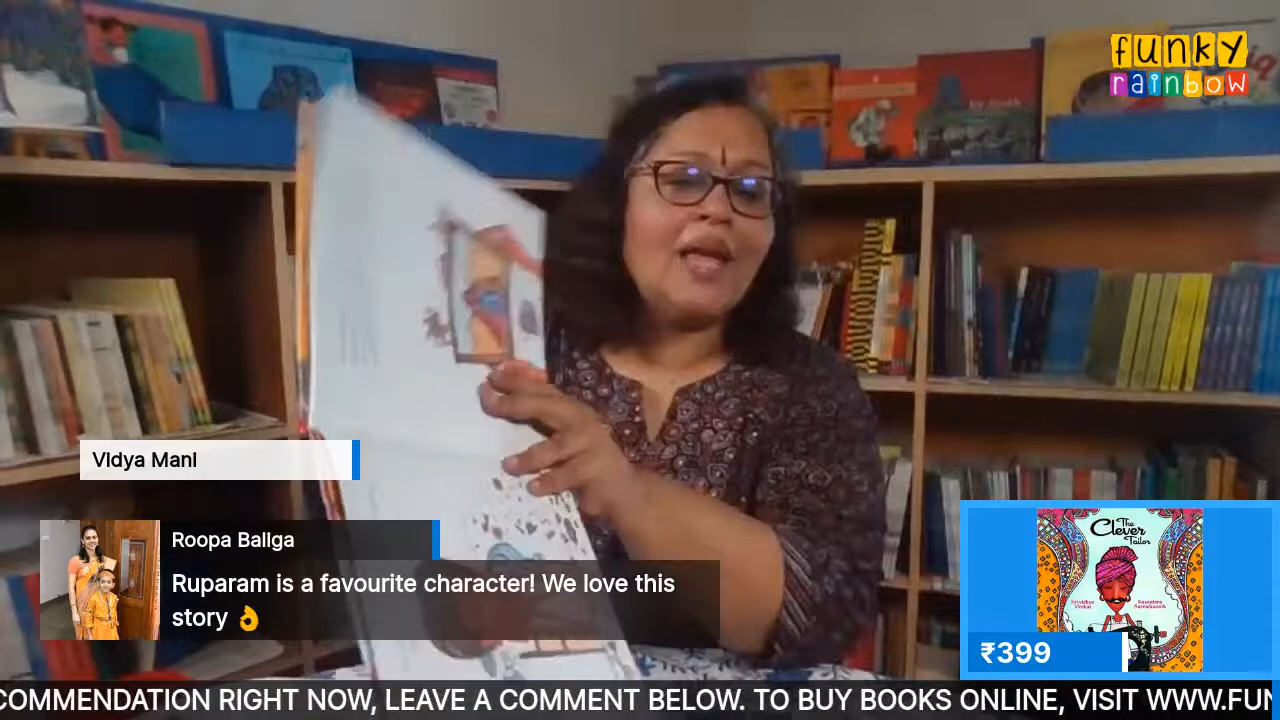 funky
rainbow
Vidya Mani
Roopa Baliga
Ruparam is a favourite character! We love this
story 👌
The
Clever
Tailor
₹399
COMMENDATION RIGHT NOW, LEAVE A COMMENT BELOW. TO BUY BOOKS ONLINE, VISIT WWW.FUN